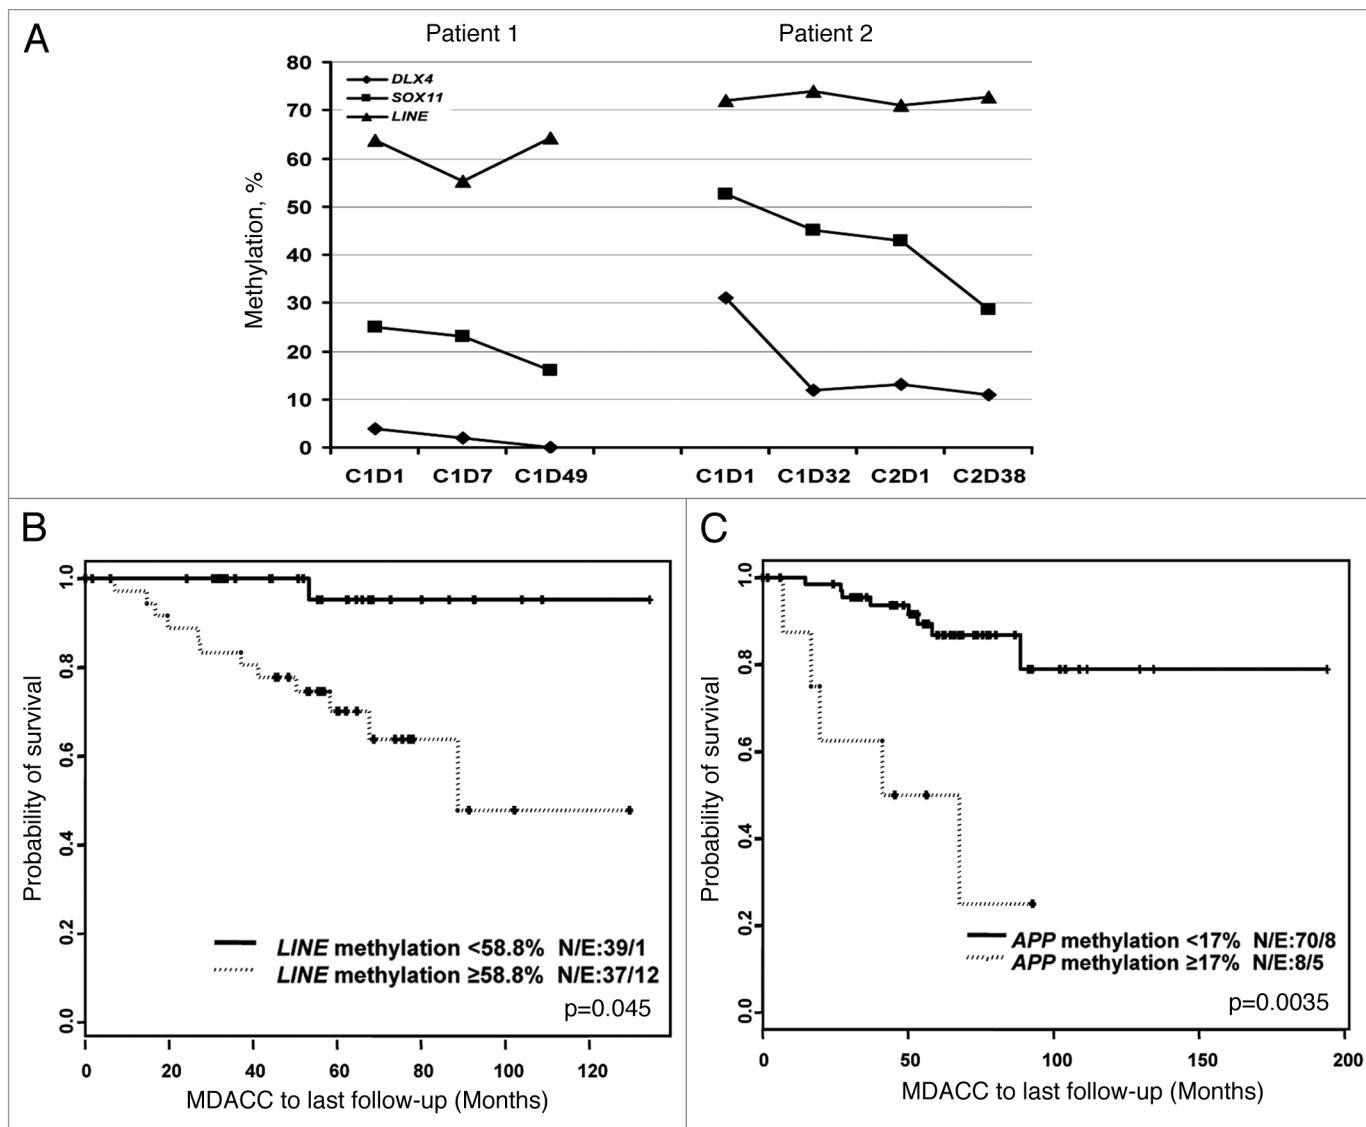 A
Patient 1
Patient 2
DLX4
SOX11
LINE
80
70
60
50
40
30
20
10
0
Methylation, %
C1D1 C1D7 C1D49 C1D1 C1D32 C2D1 C2D38
B
1.0
0.8
0.6
0.4
0.2
0.0
Probability of survival
LINE methylation <58.8% N/E:39/1
LINE methylation ≥58.8% N/E:37/12
p=0.045
0 20 40 60 80 100 120
MDACC to last follow-up (Months)
C
1.0
0.8
0.6
0.4
0.2
0.0
Probability of survival
APP methylation <17% N/E:70/8
APP methylation ≥17% N/E:8/5
p=0.0035
0 50 100 150 200
MDACC to last follow-up (Months)